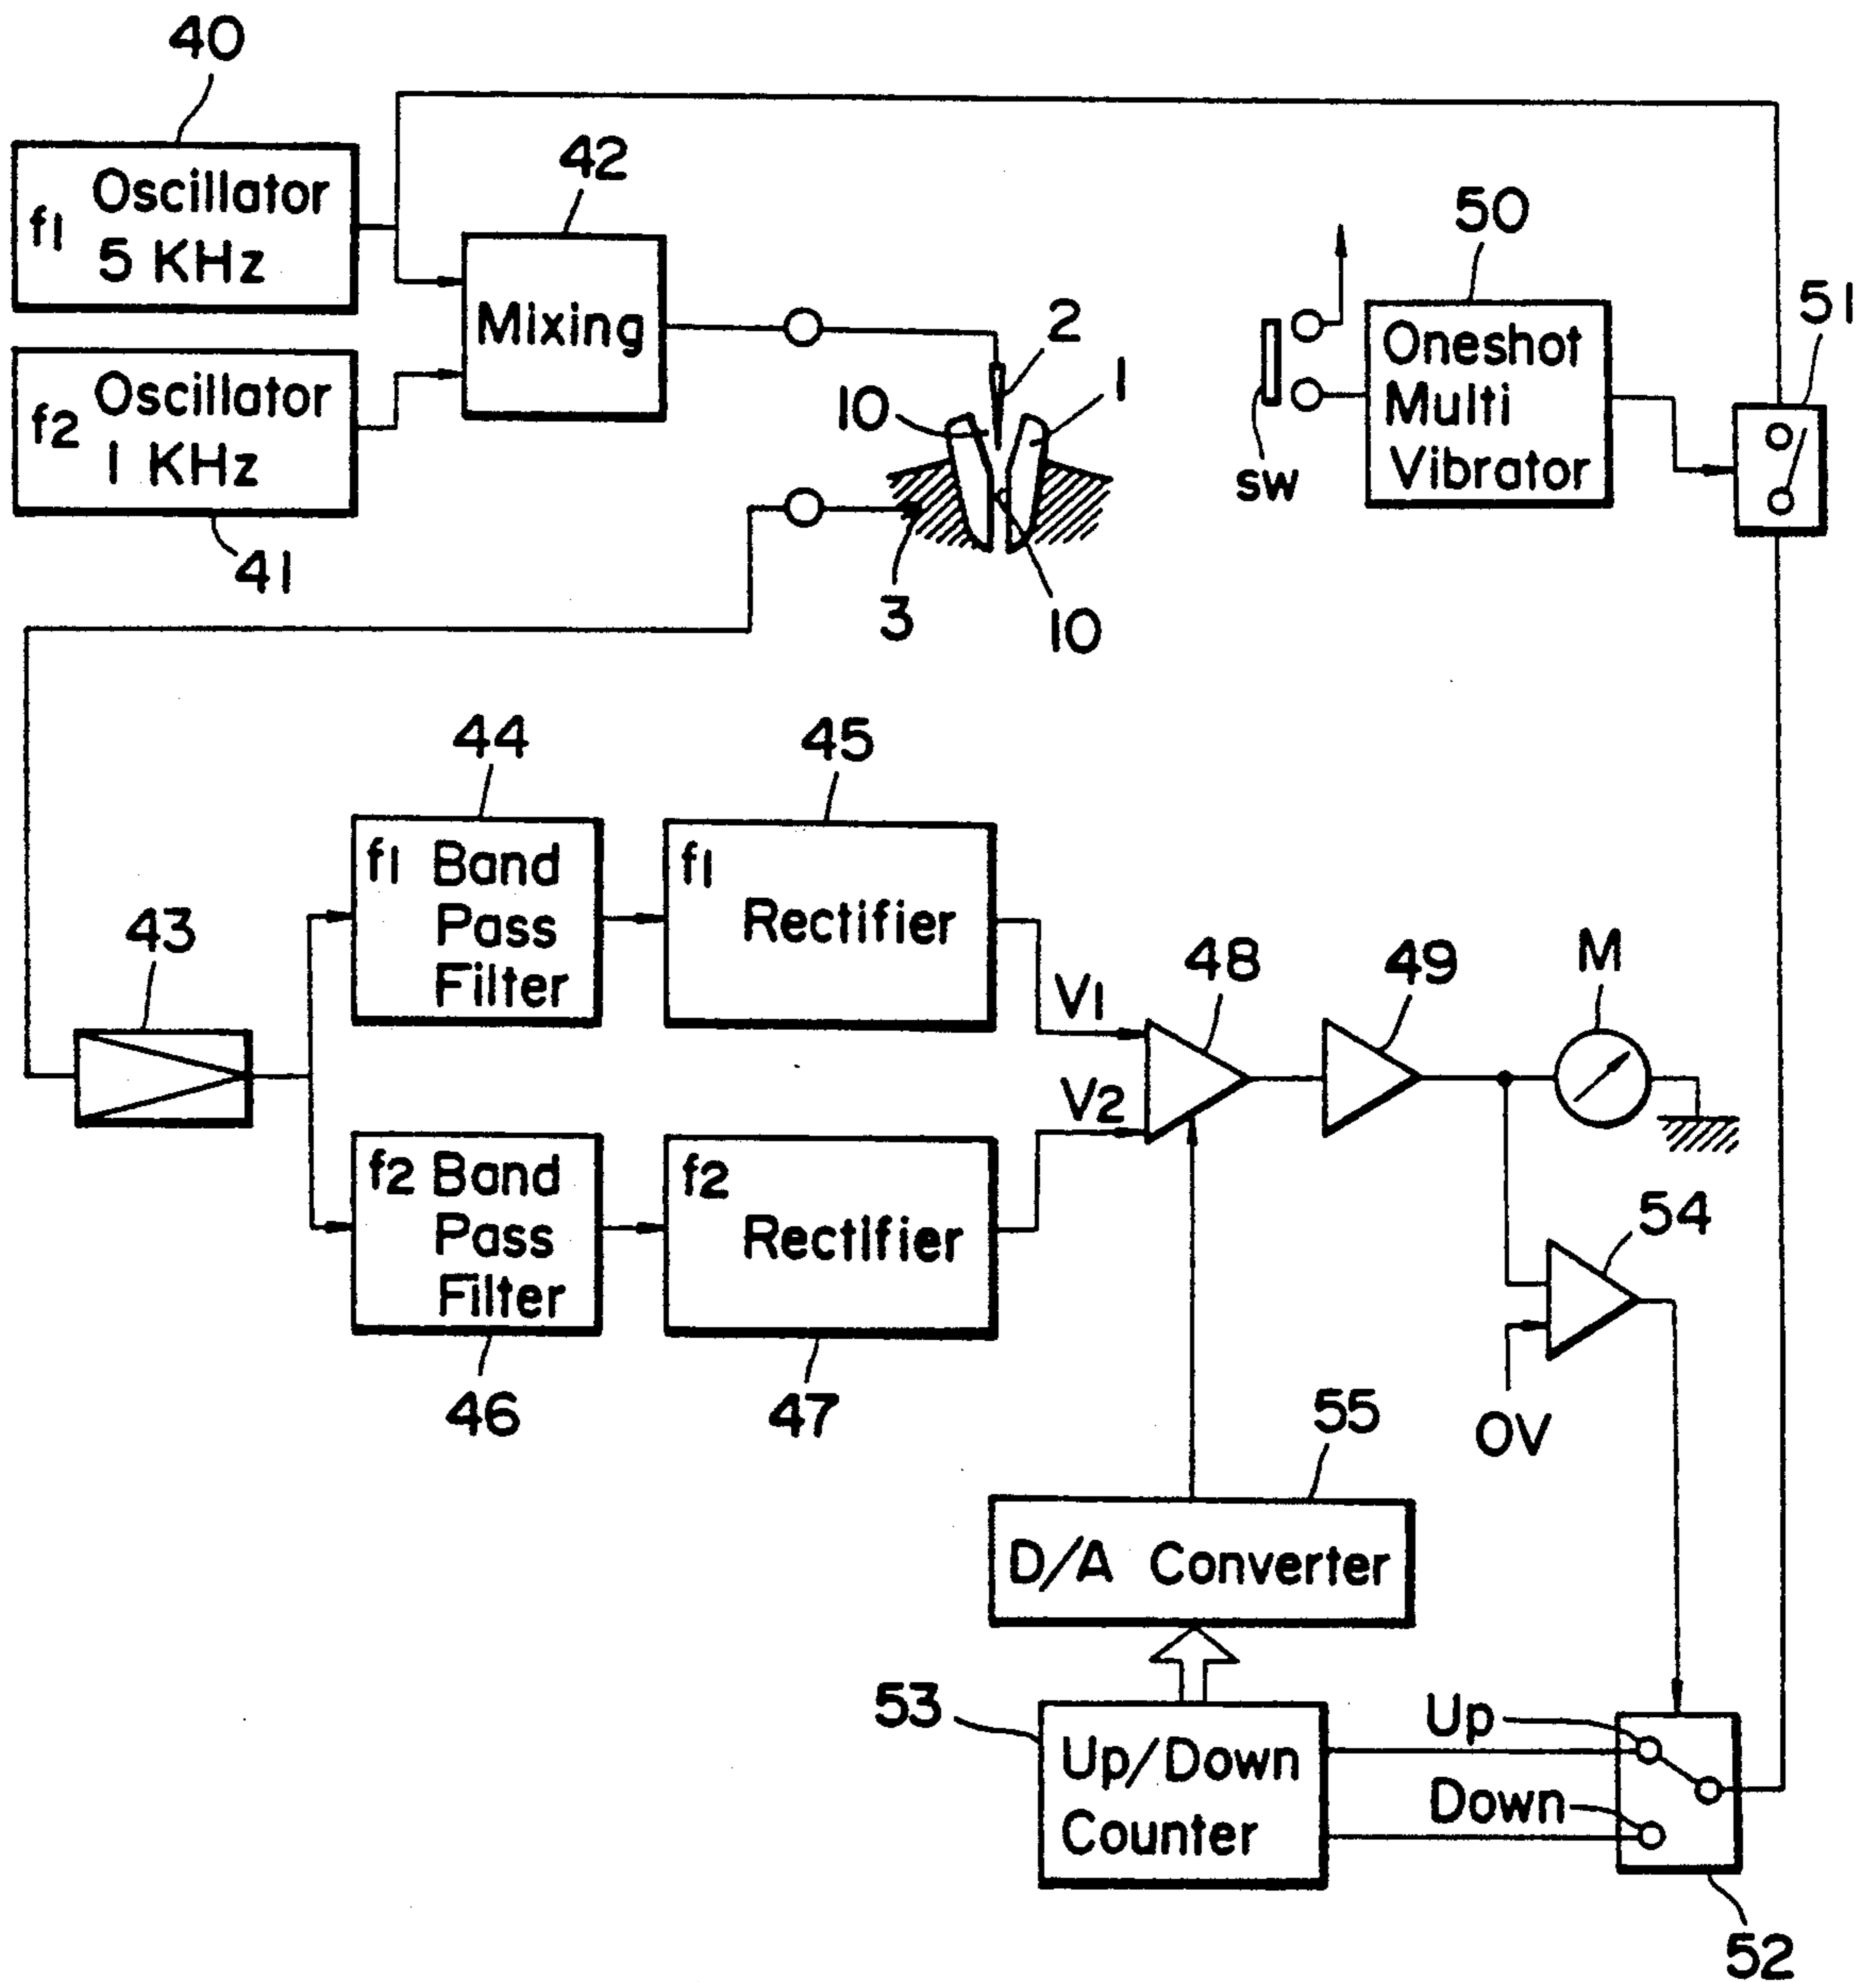 40
f1 Oscillator
5 KHz
42
Mixing
f2 Oscillator
1 KHz
41
2
10
1
3
10
50
Oneshot
Multi
Vibrator
sw
51
44
f1 Band
Pass
Filter
45
f1
Rectifier
43
V1
V2
48
49
M
f2 Band
Pass
Filter
46
f2
Rectifier
47
54
OV
55
D/A Converter
53
Up/Down
Counter
Up
Down
52